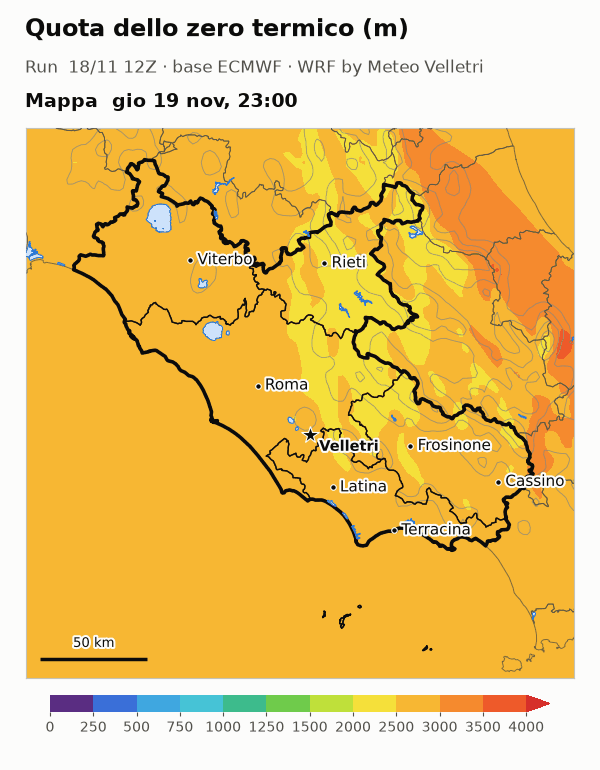 Quota dello zero termico (m)
Run 18/11 12Z · base ECMWF · WRF by Meteo Velletri
Mappa gio 19 nov, 23:00
Viterbo
Rieti
Roma
Velletri
Frosinone
Latina
Cassino
Terracina
50 km
0 250 500 750 1000 1250 1500 2000 2500 3000 3500 4000